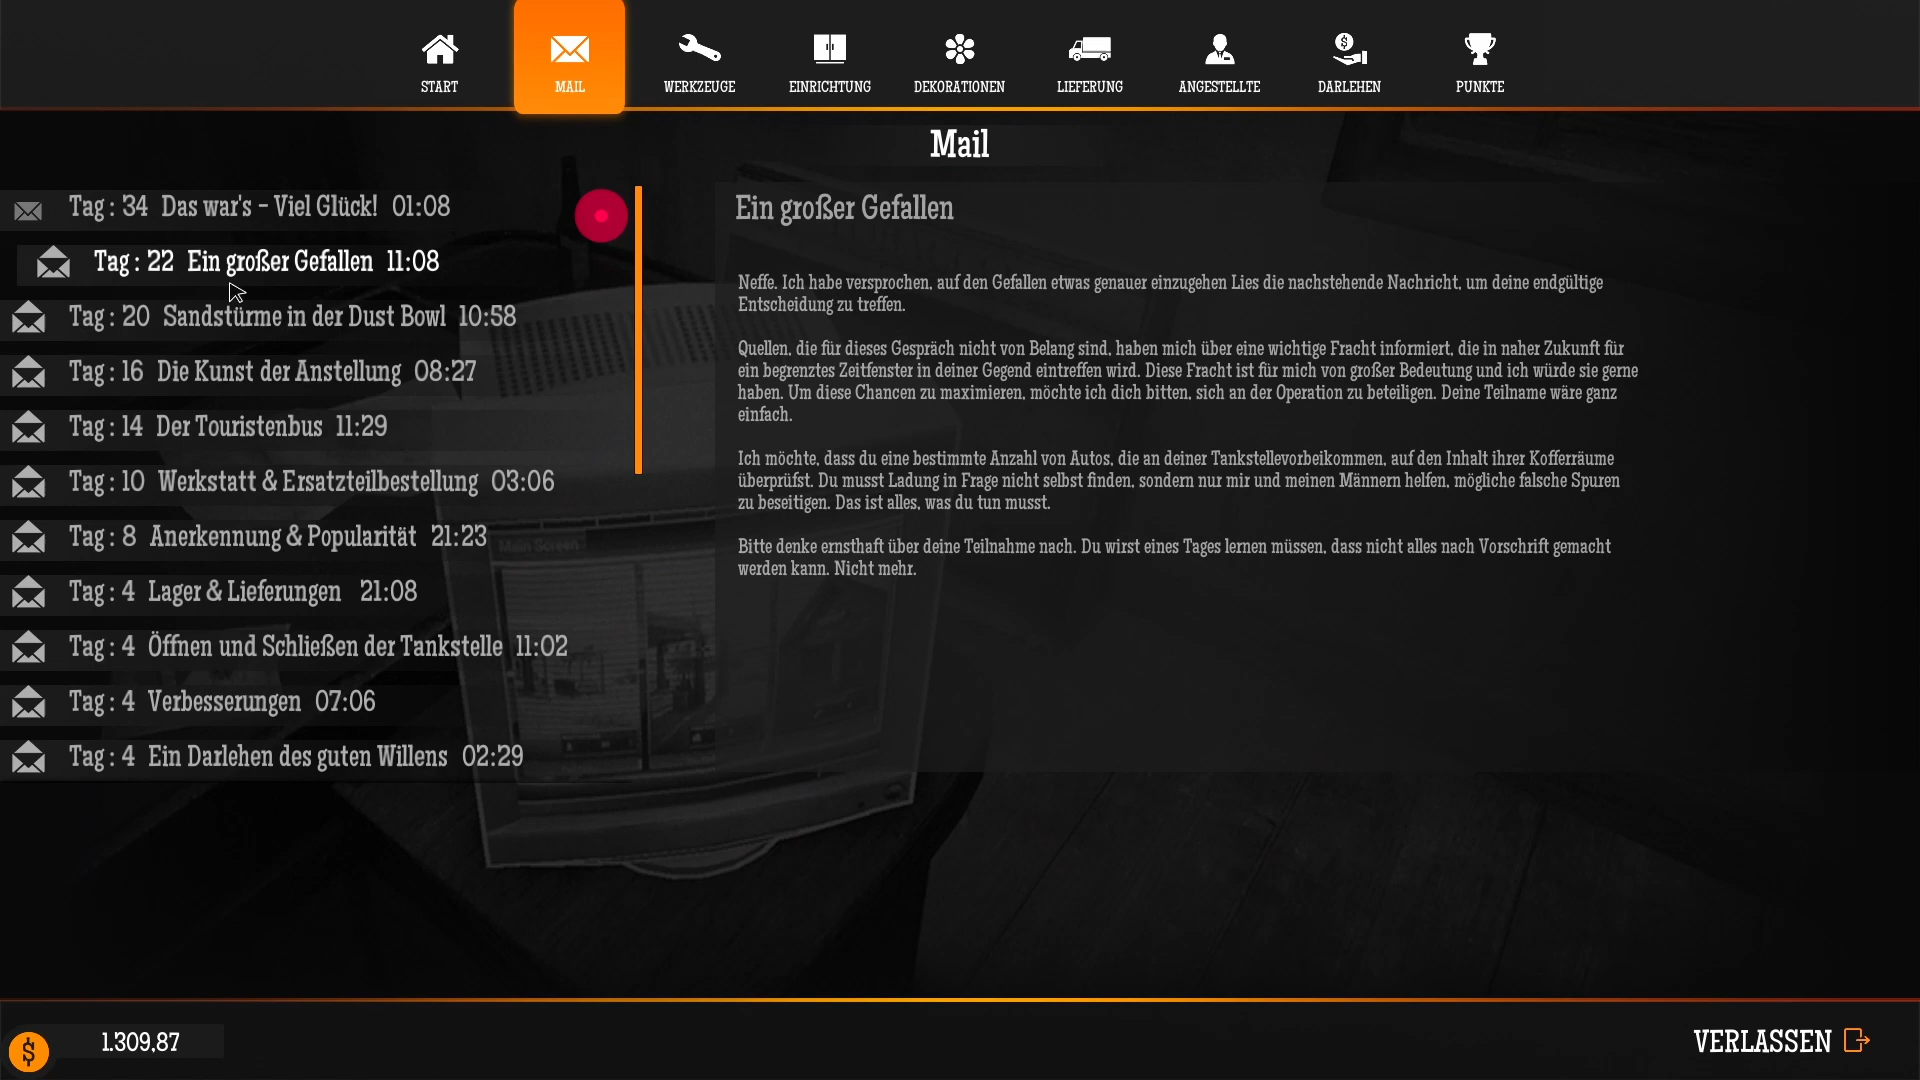 START
MAIL
WERKZEUGE
EINRICHTUNG
DEKORATIONEN
LIEFERUNG
ANGESTELLTE
DARLEHEN
PUNKTE
Mail
Tag : 34 Das war's - Viel Glück! 01:08
Tag : 22 Ein großer Gefallen 11:08
Tag : 20 Sandstürme in der Dust Bowl 10:58
Tag : 16 Die Kunst der Anstellung 08:27
Tag : 14 Der Touristenbus 11:29
Tag : 10 Werkstatt & Ersatzteilbestellung 03:06
Tag : 8 Anerkennung & Popularität 21:23
Tag : 4 Lager & Lieferungen 21:08
Tag : 4 Öffnen und Schließen der Tankstelle 11:02
Tag : 4 Verbesserungen 07:06
Tag : 4 Ein Darlehen des guten Willens 02:29
Ein großer Gefallen
Neffe. Ich habe versprochen, auf den Gefallen etwas genauer einzugehen Lies die nachstehende Nachricht, um deine endgültige
Entscheidung zu treffen.
Quellen, die für dieses Gespräch nicht von Belang sind, haben mich über eine wichtige Fracht informiert, die in naher Zukunft für
ein begrenztes Zeitfenster in deiner Gegend eintreffen wird. Diese Fracht ist für mich von großer Bedeutung und ich würde sie gerne
haben. Um diese Chancen zu maximieren, möchte ich dich bitten, sich an der Operation zu beteiligen. Deine Teilname wäre ganz
einfach.
Ich möchte, dass du eine bestimmte Anzahl von Autos, die an deiner Tankstellevorbeikommen, auf den Inhalt ihrer Kofferräume
überprüfst. Du musst Ladung in Frage nicht selbst finden, sondern nur mir und meinen Männern helfen, mögliche falsche Spuren
zu beseitigen. Das ist alles, was du tun musst.
Bitte denke ernsthaft über deine Teilnahme nach. Du wirst eines Tages lernen müssen, dass nicht alles nach Vorschrift gemacht
werden kann. Nicht mehr.
Main Screen
$ 1.309,87
VERLASSEN